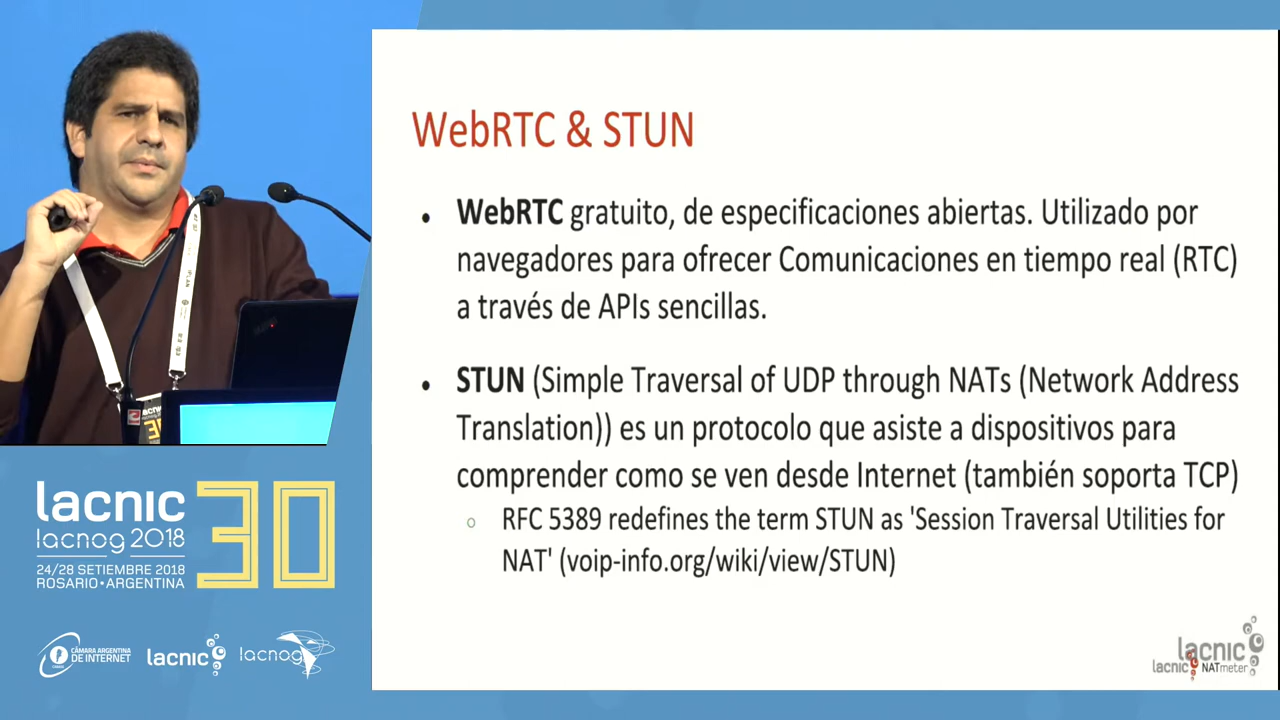 WebRTC & STUN
• WebRTC gratuito, de especificaciones abiertas. Utilizado por
navegadores para ofrecer Comunicaciones en tiempo real (RTC)
a través de APIs sencillas.
• STUN (Simple Traversal of UDP through NATs (Network Address
Translation)) es un protocolo que asiste a dispositivos para
comprender como se ven desde Internet (también soporta TCP)
○ RFC 5389 redefines the term STUN as 'Session Traversal Utilities for
NAT' (voip-info.org/wiki/view/STUN)
lacnic
lacnic NATmeter
lacnic 30
lacnog 2018
24/28 SETIEMBRE 2018
ROSARIO • ARGENTINA
CÁMARA ARGENTINA
DE INTERNET
lacnic
lacnog
lacnic